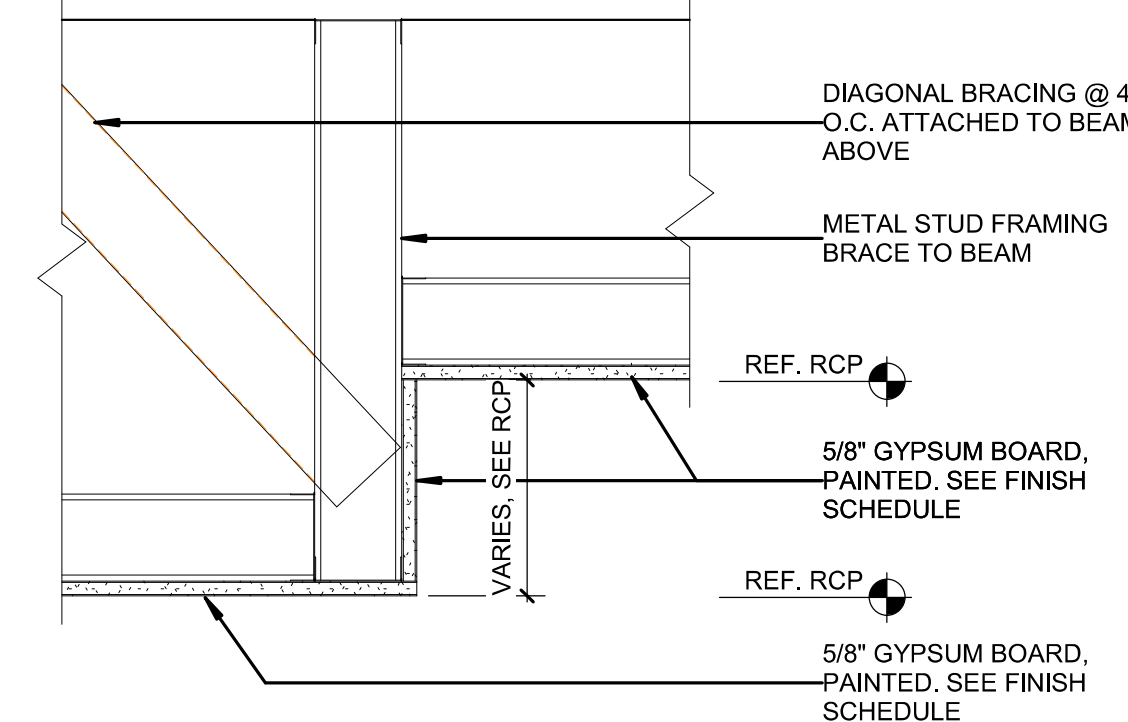 DIAGONAL BRACING @ 4
O.C. ATTACHED TO BEAM
ABOVE
METAL STUD FRAMING
BRACE TO BEAM
REF. RCP
VARIES, SEE RCP
5/8" GYPSUM BOARD,
PAINTED. SEE FINISH
SCHEDULE
REF. RCP
5/8" GYPSUM BOARD,
PAINTED. SEE FINISH
SCHEDULE